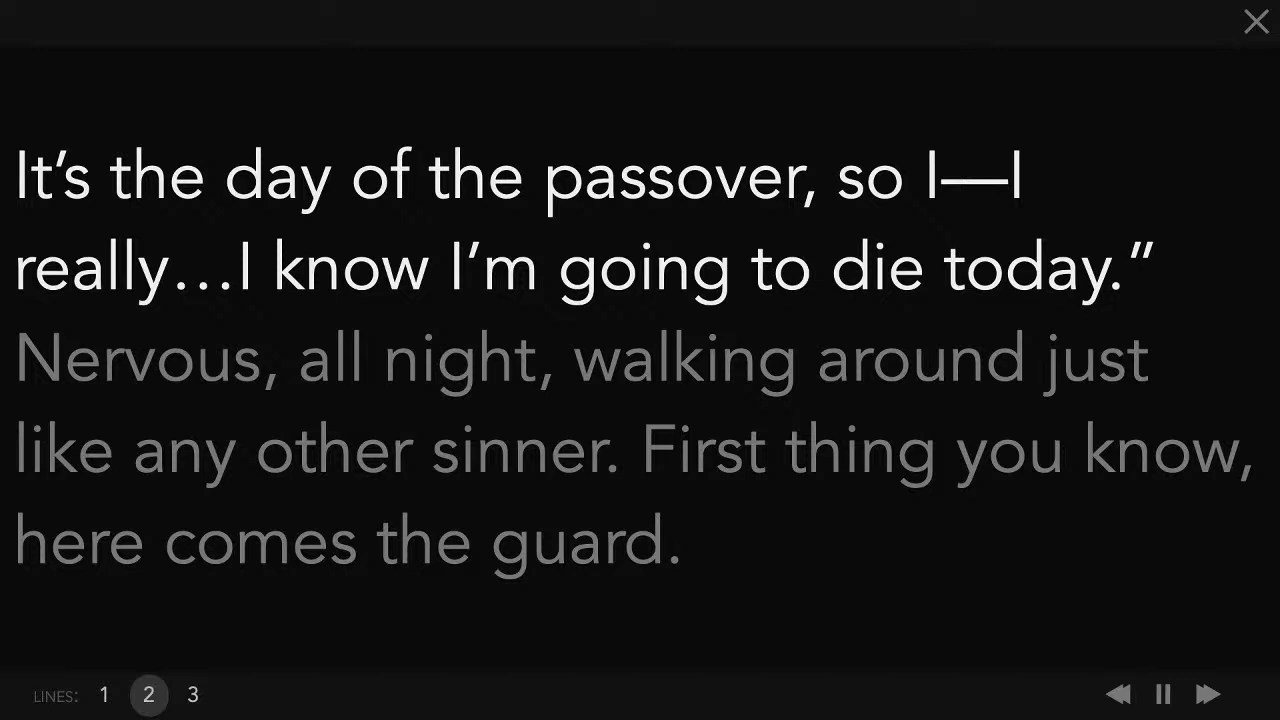 It’s the day of the passover, so I—I
really…I know I’m going to die today.”
Nervous, all night, walking around just
like any other sinner. First thing you know,
here comes the guard.
LINES: 1 2 3